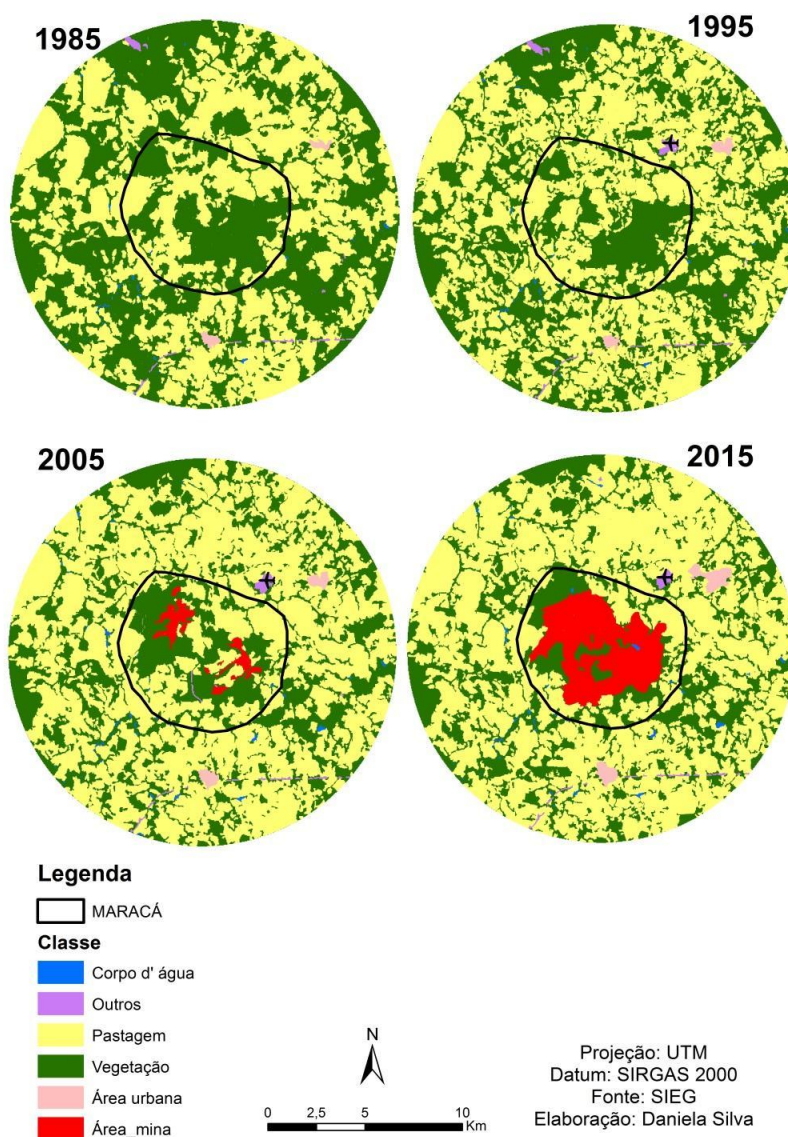 1985
1995
2005
2015
Legenda
MARACÁ
Classe
Corpo d' água
Outros
Pastagem
Vegetação
Área urbana
Área_mina
N
0 2,5 5 10
Km
Projeção: UTM
Datum: SIRGAS 2000
Fonte: SIEG
Elaboração: Daniela Silva